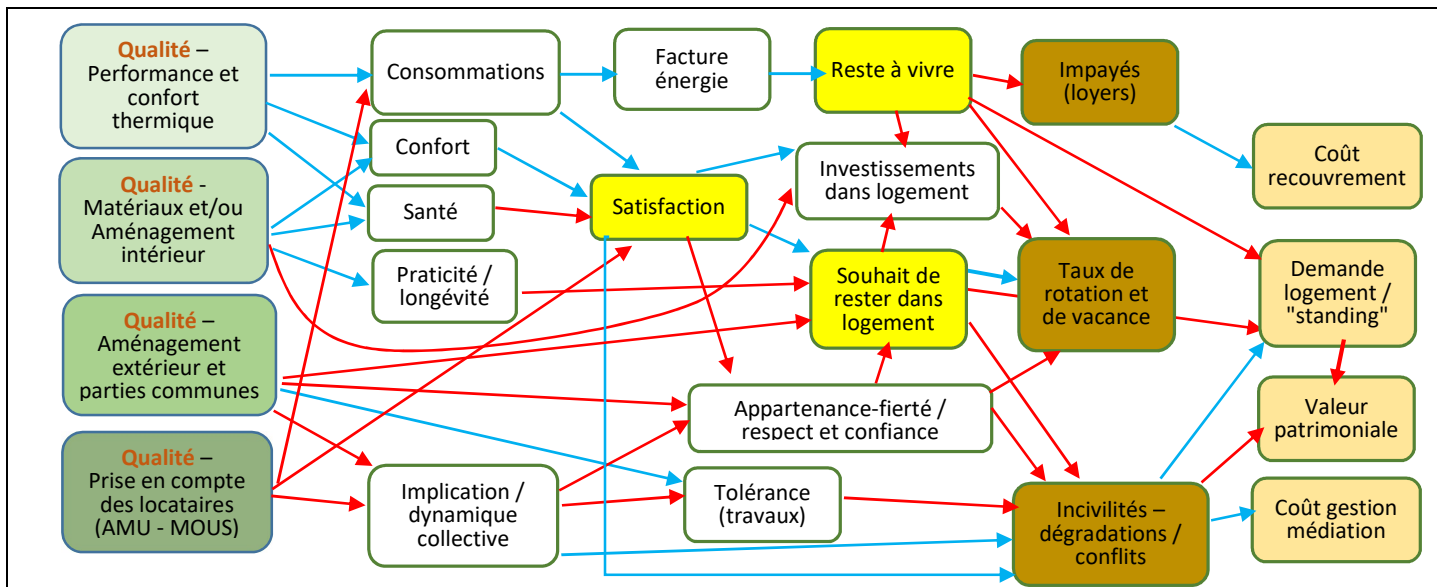 Qualité –
Performance et
confort
thermique
Qualité -
Matériaux et/ou
Aménagement
intérieur
Qualité –
Aménagement
extérieur et
parties communes
Qualité –
Prise en compte
des locataires
(AMU - MOUS)
Consommations
Confort
Santé
Praticité /
longévité
Implication /
dynamique
collective
Facture
énergie
Satisfaction
Tolérance
(travaux)
Reste à vivre
Investissements
dans logement
Souhait de
rester dans
logement
Appartenance-fierté /
respect et confiance
Impayés
(loyers)
Taux de
rotation et
de vacance
Incivilités –
dégradations /
conflits
Coût
recouvrement
Demande
logement /
"standing"
Valeur
patrimoniale
Coût gestion
médiation